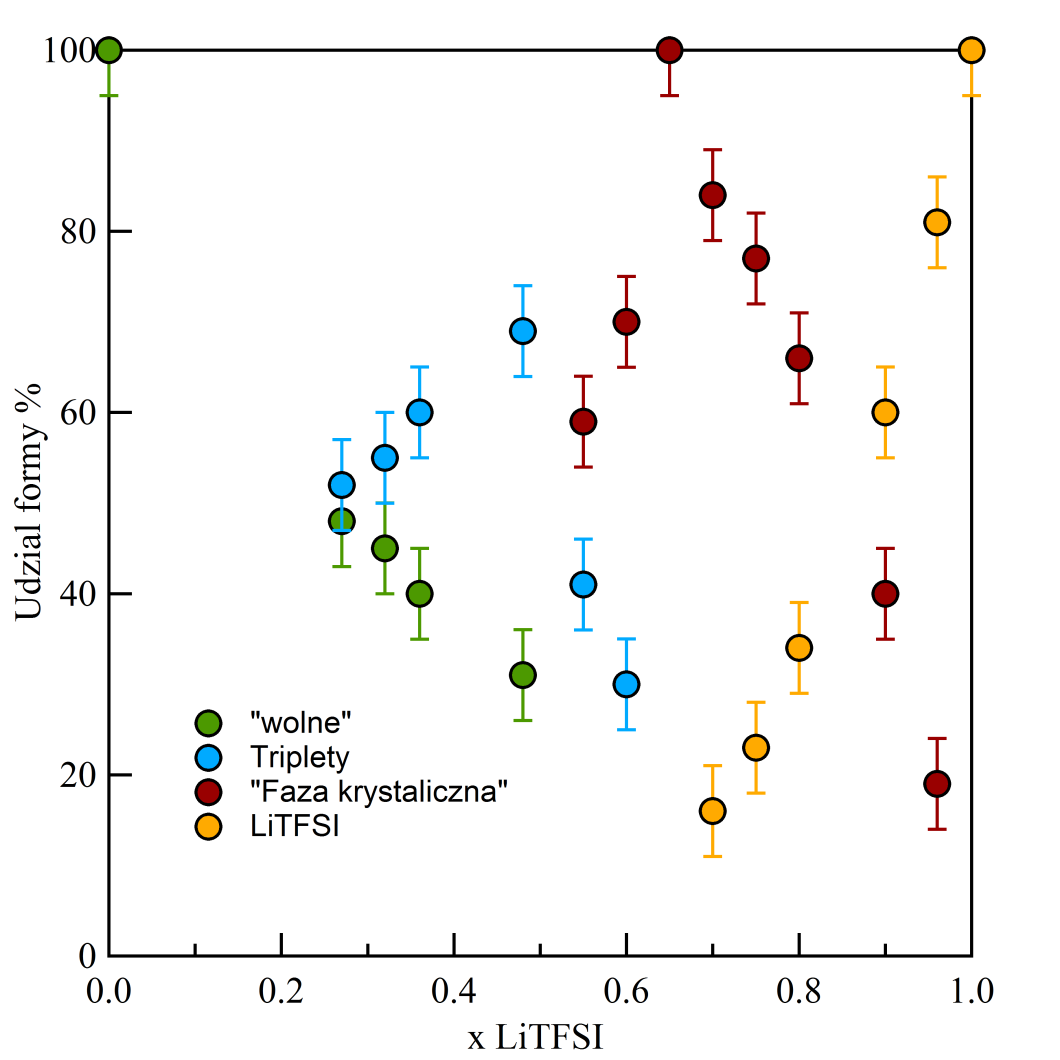 100
80
60
40
20
0
Udzial formy %
"wolne"
Triplety
"Faza krystaliczna"
LiTFSI
0.0 0.2 0.4 0.6 0.8 1.0
x LiTFSI